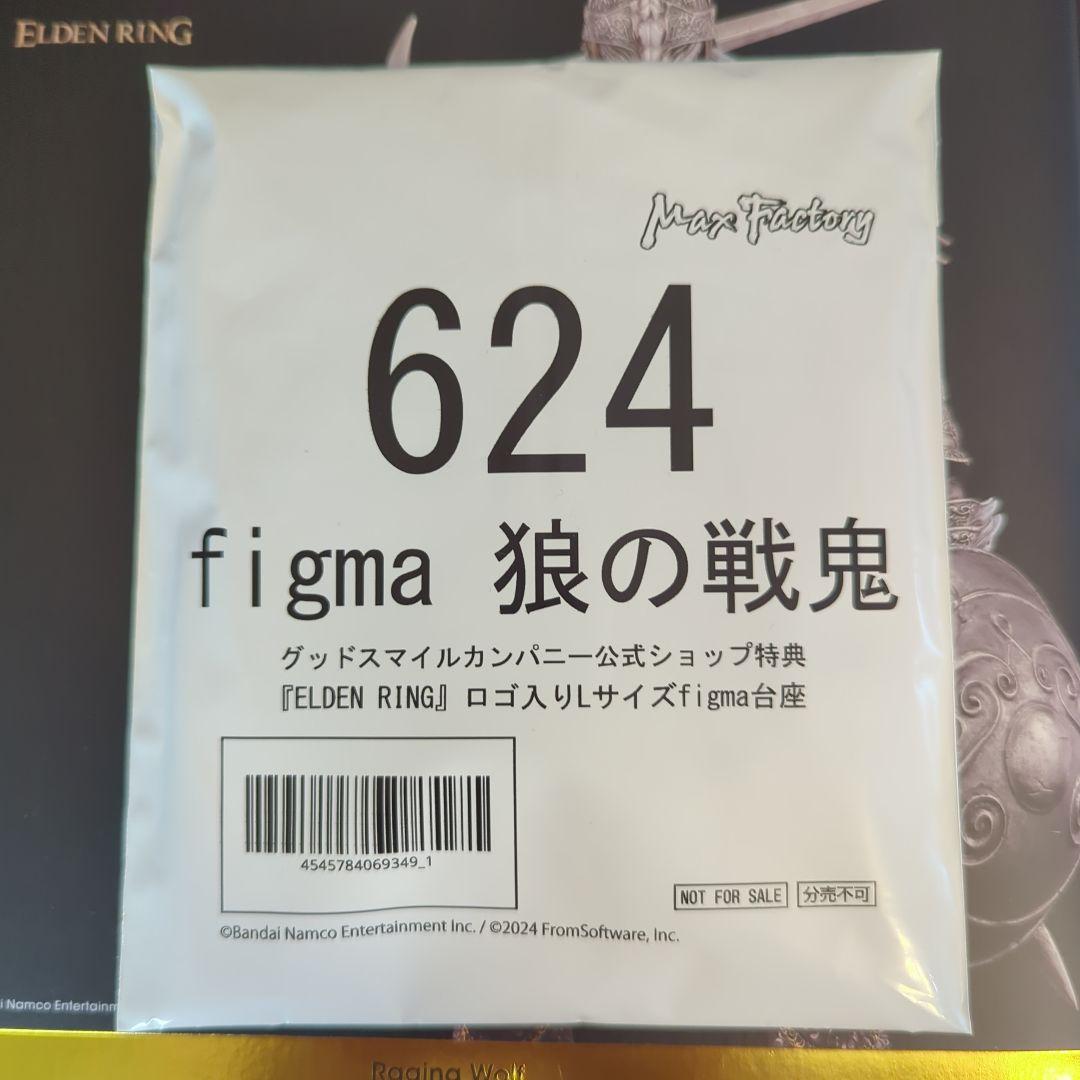 ELDEN RING
Max Factory
624
figma 狼の戦鬼
グッドスマイルカンパニー公式ショップ特典
『ELDEN RING』ロゴ入りLサイズfigma台座
4545784069349_1
NOT FOR SALE 分売不可
©Bandai Namco Entertainment Inc. / ©2024 FromSoftware, Inc.
i Namco Entertainm
Raging Wolf